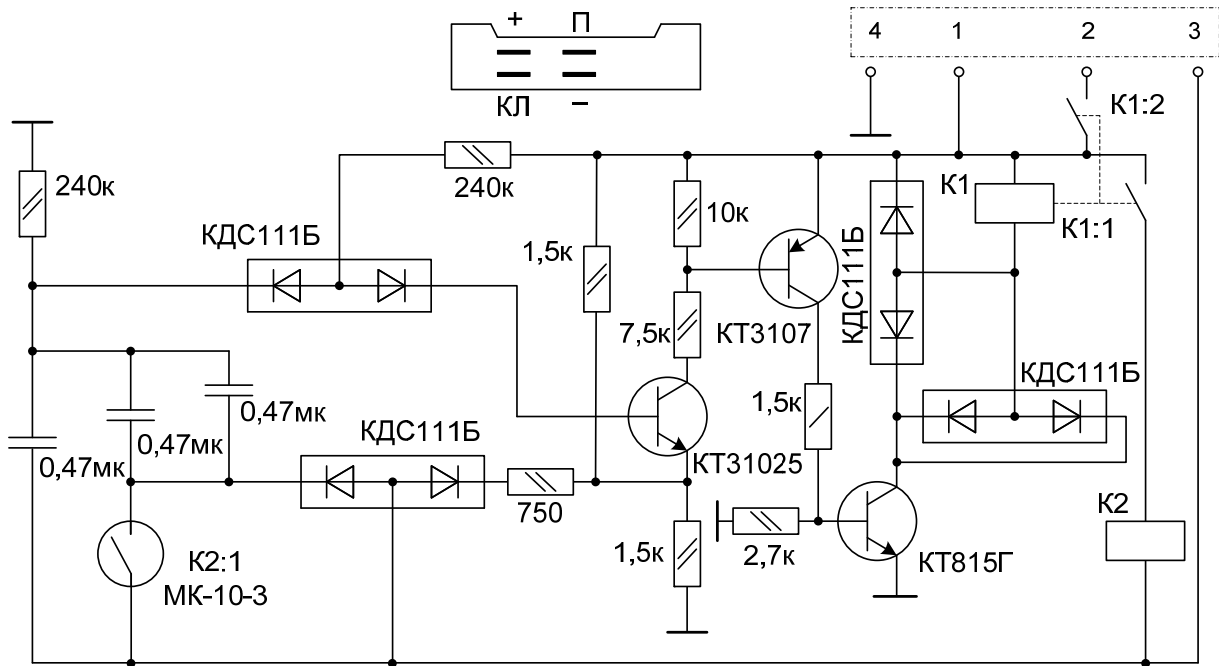 + П
КЛ –
4 1 2 3
К1:2
240к
240к
К1
К1:1
10к
КДС111Б
1,5к
КДС111Б
7,5к
КТ3107
КДС111Б
0,47мк
1,5к
0,47мк
КДС111Б
0,47мк
КТ31025
750
К2
К2:1
МК-10-3
1,5к
2,7к
КТ815Г